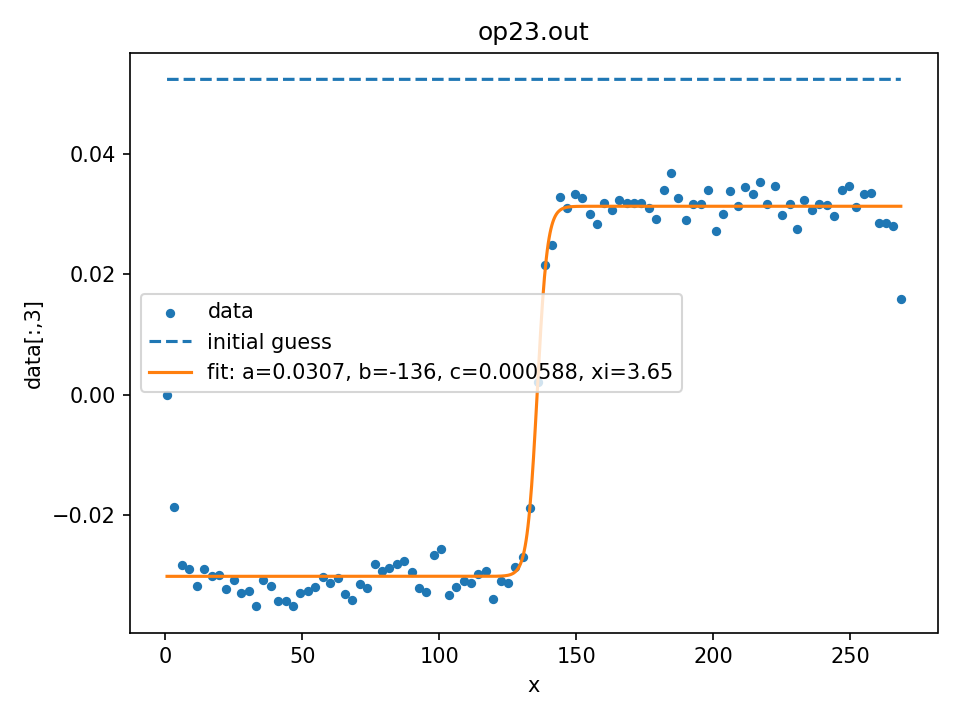 op23.out
data[:,3]
0.04
0.02
0.00
−0.02
data
initial guess
fit: a=0.0307, b=-136, c=0.000588, xi=3.65
0 50 100 150 200 250
x